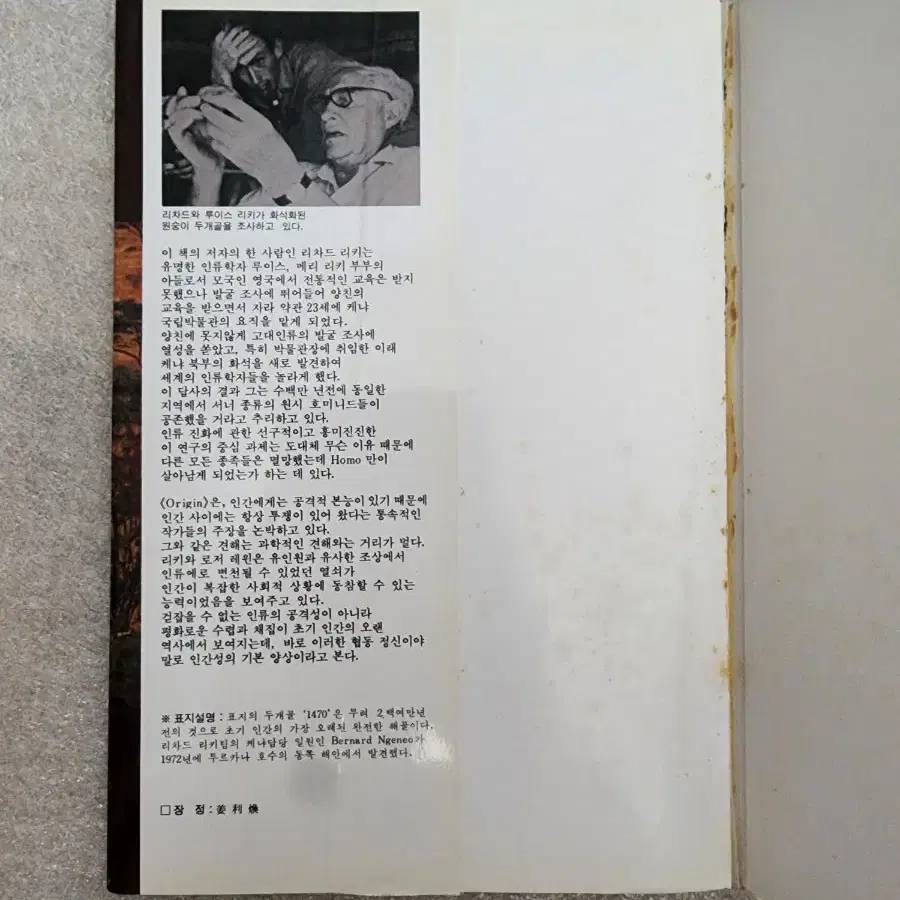 리차드와 루이스 리키가 화석화된
원숭이 두개골을 조사하고 있다.
이 책의 저자의 한 사람인 리차드 리키는
유명한 인류학자 루이스, 메리 리키 부부의
아들로서 모국인 영국에서 전통적인 교육은 받지
못했으나 발굴 조사에 뛰어들어 양친의
교육을 받으면서 자라 약관 23세에 케냐
국립박물관의 요직을 맡게 되었다.
양친에 못지않게 고대인류의 발굴 조사에
열성을 쏟았고, 특히 박물관장에 취임한 이래
케냐 북부의 화석을 새로 발견하여
세계의 인류학자들을 놀라게 했다.
이 답사의 결과 그는 수백만 년전에 동일한
지역에서 서너 종류의 원시 호미니드들이
공존했을 거라고 추리하고 있다.
인류 진화에 관한 선구적이고 흥미진진한
이 연구의 중심 과제는 도대체 무슨 이유 때문에
다른 모든 종족들은 멸망했는데 Homo 만이
살아남게 되었는가 하는 데 있다.
《Origin》은, 인간에게는 공격적 본능이 있기 때문에
인간 사이에는 항상 투쟁이 있어 왔다는 통속적인
작가들의 주장을 논박하고 있다.
그와 같은 견해는 과학적인 견해와는 거리가 멀다.
리키와 로저 레윈은 유인원과 유사한 조상에서
인류에로 변천될 수 있었던 열쇠가
인간이 복잡한 사회적 상황에 동참할 수 있는
능력이었음을 보여주고 있다.
걷잡을 수 없는 인류의 공격성이 아니라
평화로운 수렵과 채집이 초기 인간의 오랜
역사에서 보여지는데, 바로 이러한 협동 정신이야
말로 인간성의 기본 양상이라고 본다.
※ 표지설명 : 표지의 두개골 '1470'은 무려 2백여만년
전의 것으로 초기 인간의 가장 오래된 완전한 해골이다.
리차드 리키팀의 케냐담당 일원인 Bernard Ngeneo가
1972년에 투르카나 호수의 동쪽 해안에서 발견했다.
□ 장 정 : 姜利煥